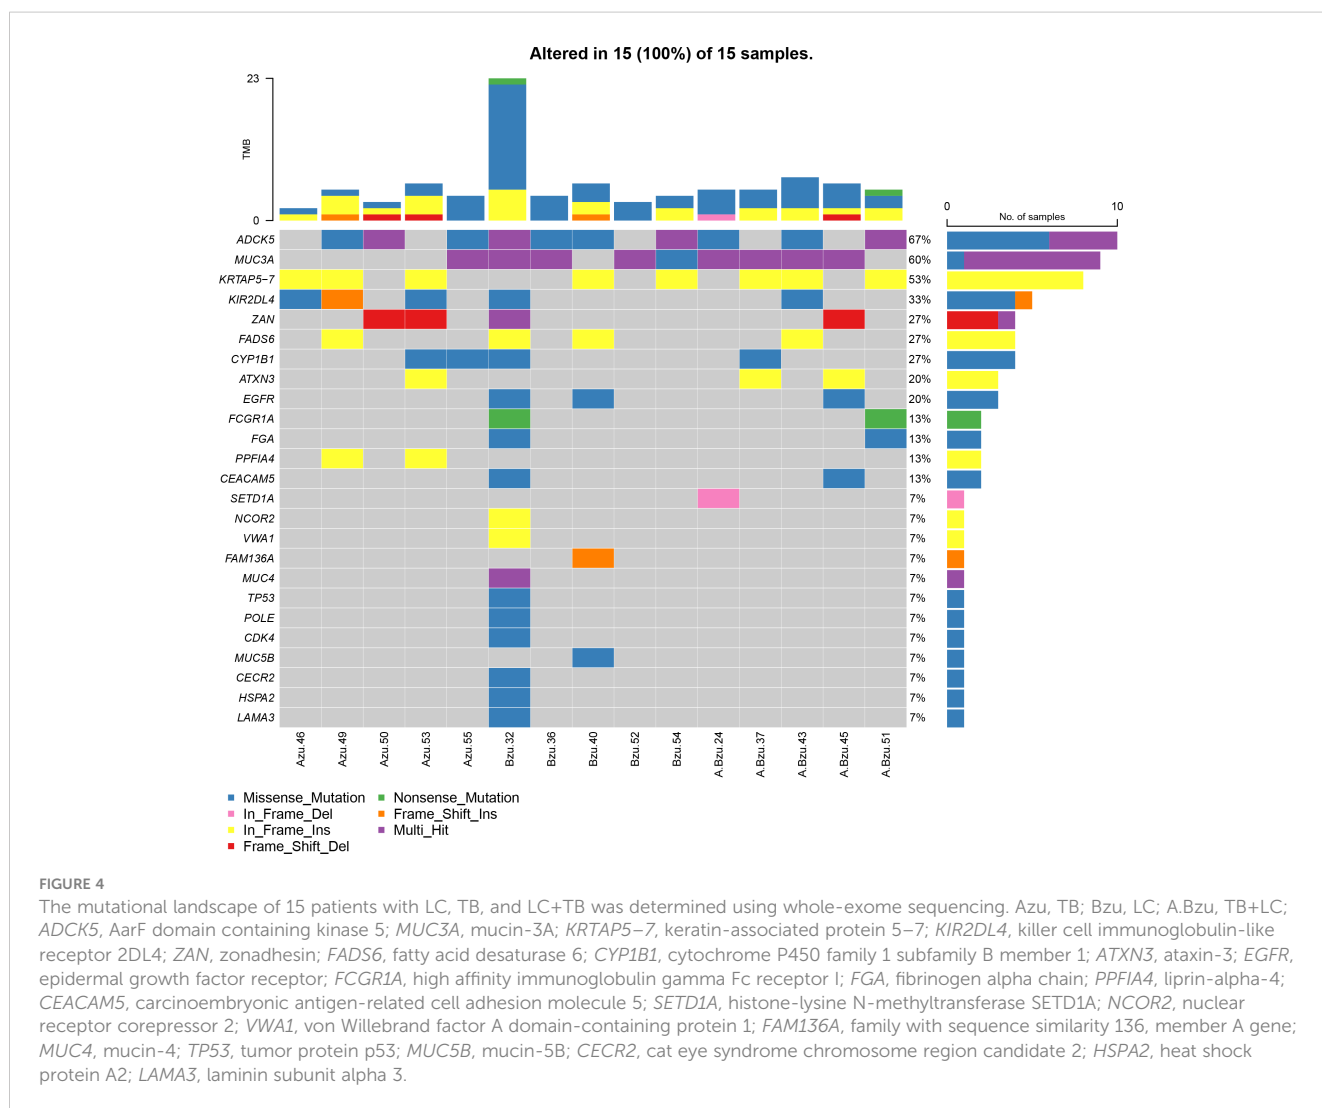 Altered in 15 (100%) of 15 samples.
23
TMB
0
0
10
No. of samples
ADCK5
67%
MUC3A
60%
KRTAP5−7
53%
KIR2DL4
33%
ZAN
27%
FADS6
27%
CYP1B1
27%
ATXN3
20%
EGFR
20%
FCGR1A
13%
FGA
13%
PPFIA4
13%
CEACAM5
13%
SETD1A
7%
NCOR2
7%
VWA1
7%
FAM136A
7%
MUC4
7%
TP53
7%
POLE
7%
CDK4
7%
MUC5B
7%
CECR2
7%
HSPA2
7%
LAMA3
7%
Azu.46
Azu.49
Azu.50
Azu.53
Azu.55
Bzu.32
Bzu.36
Bzu.40
Bzu.52
Bzu.54
A.Bzu.24
A.Bzu.37
A.Bzu.43
A.Bzu.45
A.Bzu.51
Missense_Mutation
In_Frame_Del
In_Frame_Ins
Frame_Shift_Del
Nonsense_Mutation
Frame_Shift_Ins
Multi_Hit
FIGURE 4
The mutational landscape of 15 patients with LC, TB, and LC+TB was determined using whole-exome sequencing. Azu, TB; Bzu, LC; A.Bzu, TB+LC;
ADCK5, AarF domain containing kinase 5; MUC3A, mucin-3A; KRTAP5–7, keratin-associated protein 5–7; KIR2DL4, killer cell immunoglobulin-like
receptor 2DL4; ZAN, zonadhesin; FADS6, fatty acid desaturase 6; CYP1B1, cytochrome P450 family 1 subfamily B member 1; ATXN3, ataxin-3; EGFR,
epidermal growth factor receptor; FCGR1A, high affinity immunoglobulin gamma Fc receptor I; FGA, fibrinogen alpha chain; PPFIA4, liprin-alpha-4;
CEACAM5, carcinoembryonic antigen-related cell adhesion molecule 5; SETD1A, histone-lysine N-methyltransferase SETD1A; NCOR2, nuclear
receptor corepressor 2; VWA1, von Willebrand factor A domain-containing protein 1; FAM136A, family with sequence similarity 136, member A gene;
MUC4, mucin-4; TP53, tumor protein p53; MUC5B, mucin-5B; CECR2, cat eye syndrome chromosome region candidate 2; HSPA2, heat shock
protein A2; LAMA3, laminin subunit alpha 3.